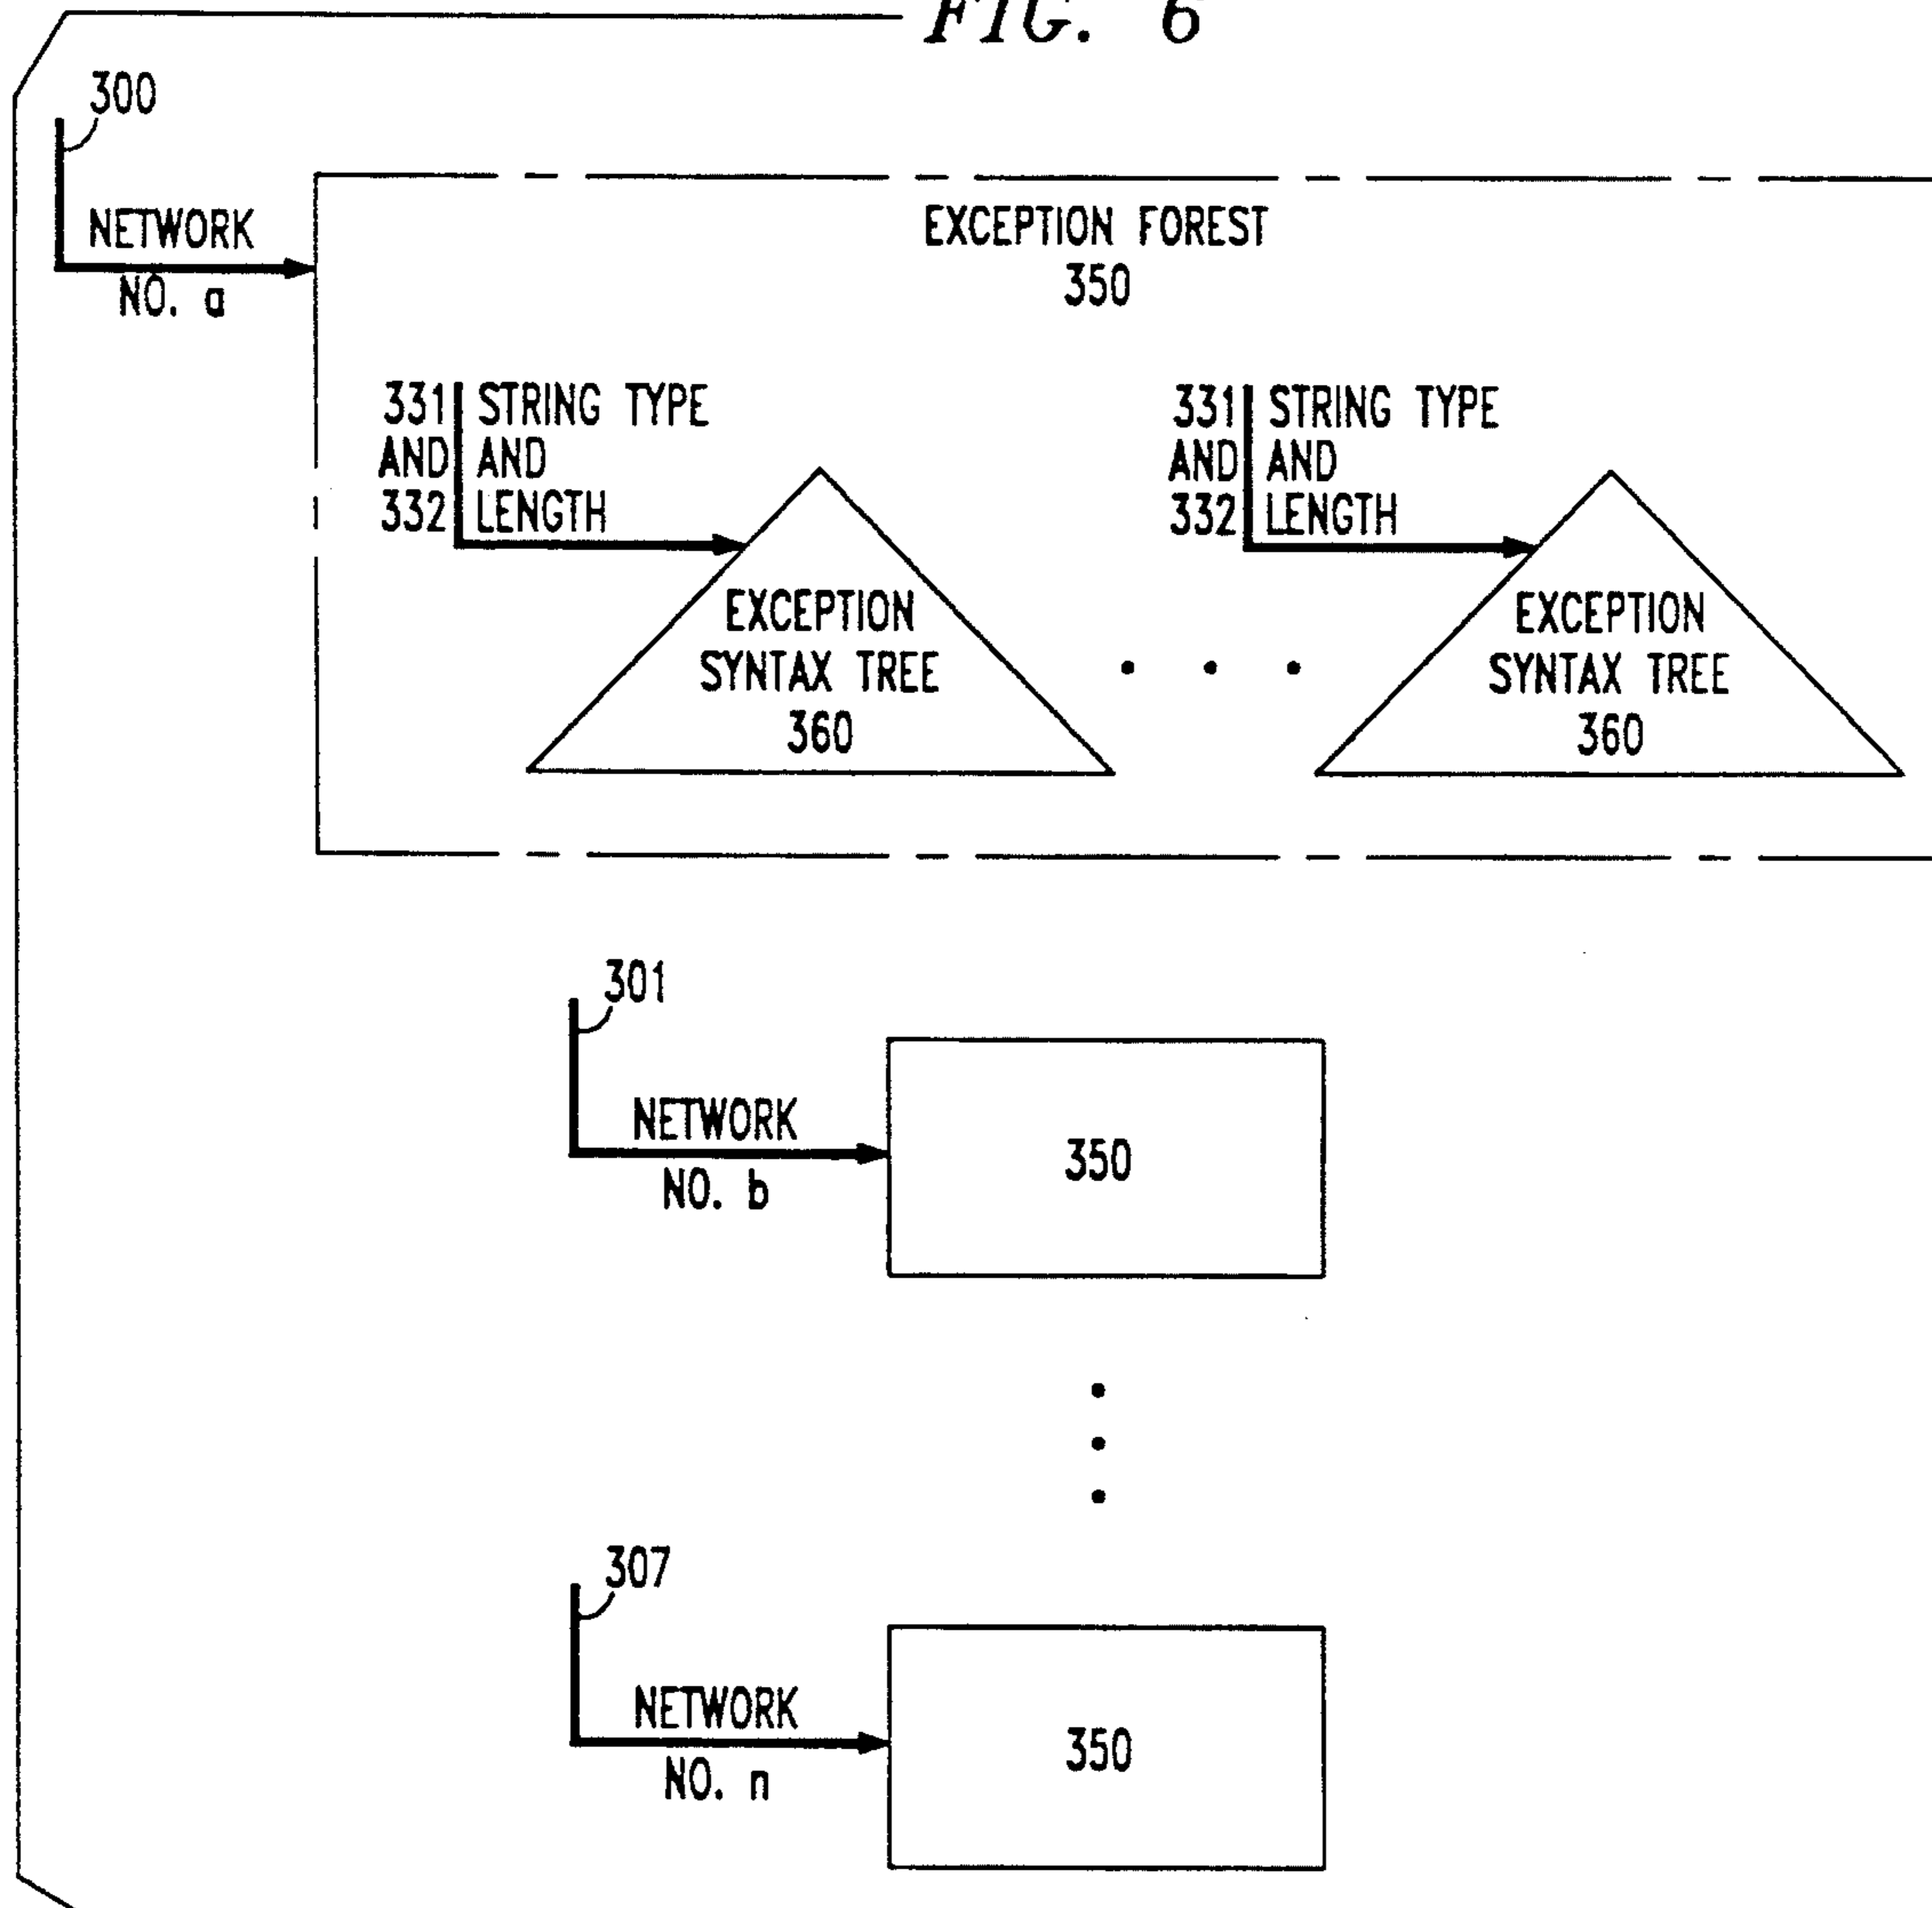 FIG. 6
300
NETWORK
NO. a
EXCEPTION FOREST
350
331 STRING TYPE
AND AND
332 LENGTH
EXCEPTION
SYNTAX TREE
360
331 STRING TYPE
AND AND
332 LENGTH
EXCEPTION
SYNTAX TREE
360
301
NETWORK
NO. b
350
307
NETWORK
NO. n
350